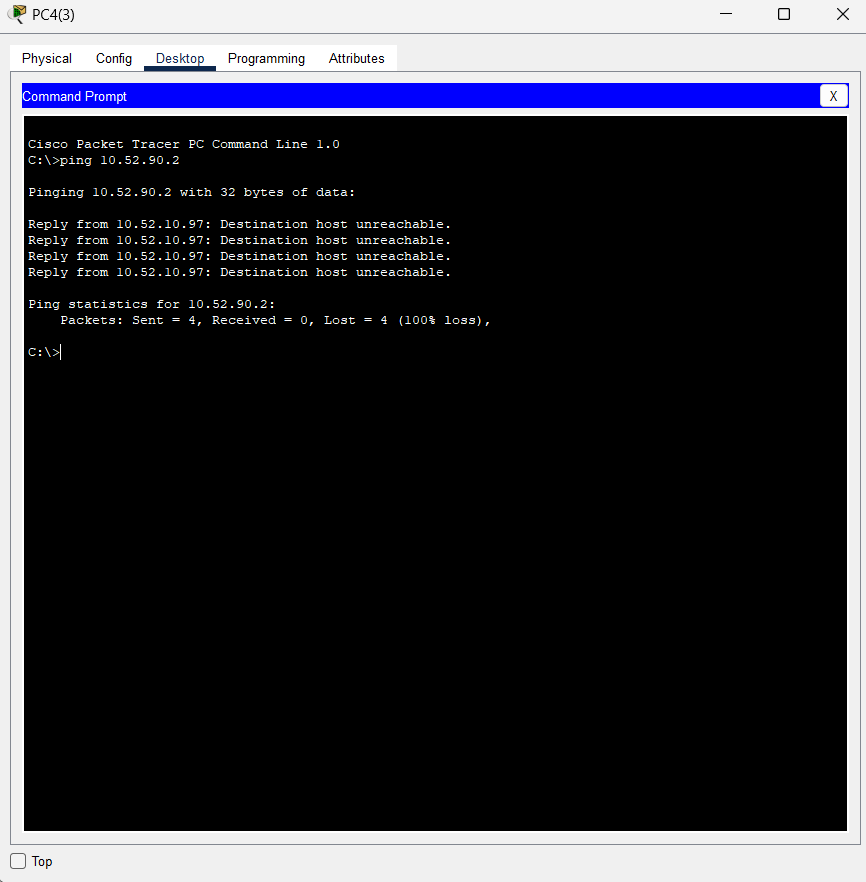 PC4(3)
Physical Config Desktop Programming Attributes
Command Prompt X
Cisco Packet Tracer PC Command Line 1.0
C:\>ping 10.52.90.2
Pinging 10.52.90.2 with 32 bytes of data:
Reply from 10.52.10.97: Destination host unreachable.
Reply from 10.52.10.97: Destination host unreachable.
Reply from 10.52.10.97: Destination host unreachable.
Reply from 10.52.10.97: Destination host unreachable.
Ping statistics for 10.52.90.2:
    Packets: Sent = 4, Received = 0, Lost = 4 (100% loss),
C:\>
Top